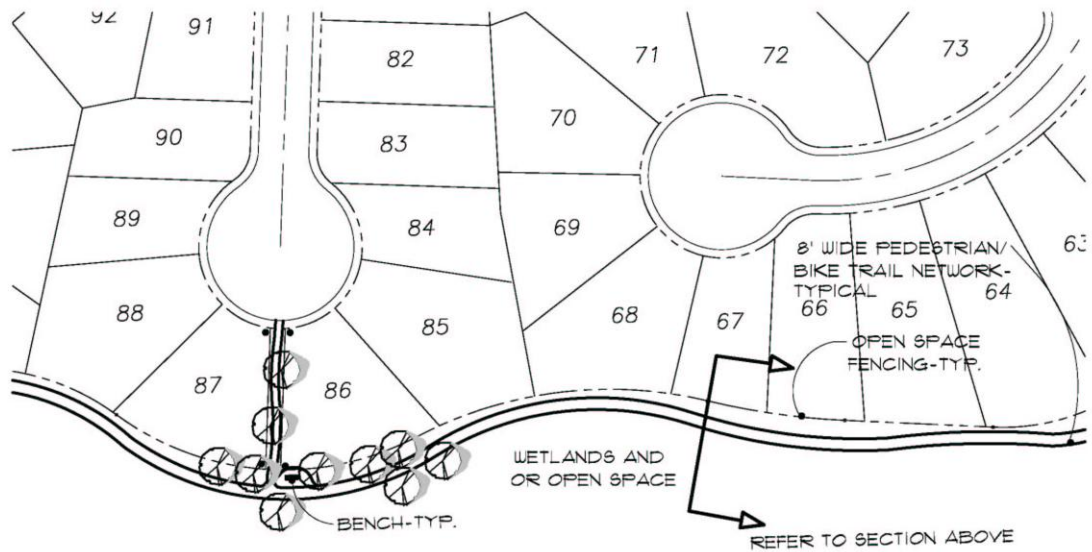 92
91
82
71
72
73
90
83
70
89
84
69
8' WIDE PEDESTRIAN/
BIKE TRAIL NETWORK-
TYPICAL
63
88
85
68
67
66
65
64
OPEN SPACE
FENCING-TYP.
87
86
WETLANDS AND
OR OPEN SPACE
BENCH-TYP.
REFER TO SECTION ABOVE